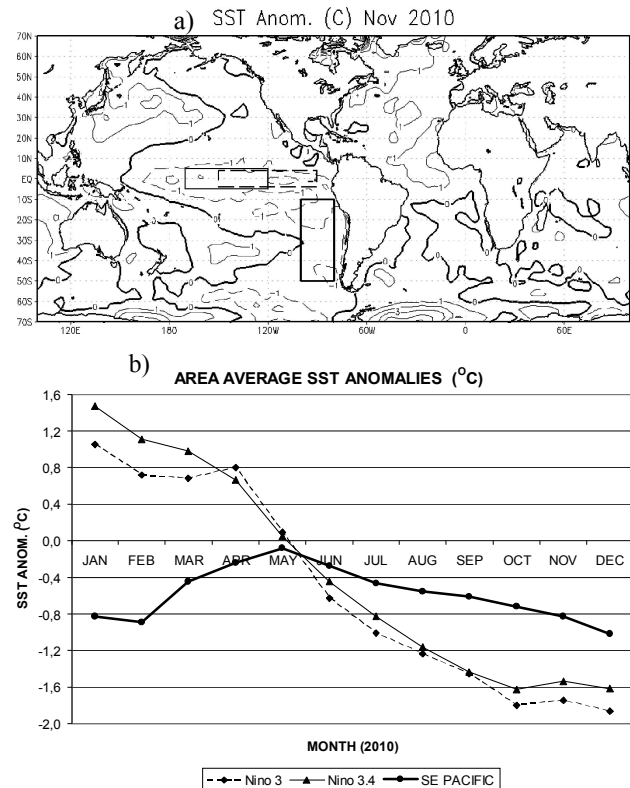 a) SST Anom. (C) Nov 2010
70N
60N
50N
40N
30N
20N
10N
EQ
10S
20S
30S
40S
50S
60S
70S
120E 180 120W 60W 0 60E
b)
AREA AVERAGE SST ANOMALIES (°C)
SST ANOM. (°C)
1,6
1,2
0,8
0,4
0,0
-0,4
-0,8
-1,2
-1,6
-2,0
JAN FEB MAR APR MAY JUN JUL AUG SEP OCT NOV DEC
MONTH (2010)
Nino 3 Nino 3.4 SE PACIFIC